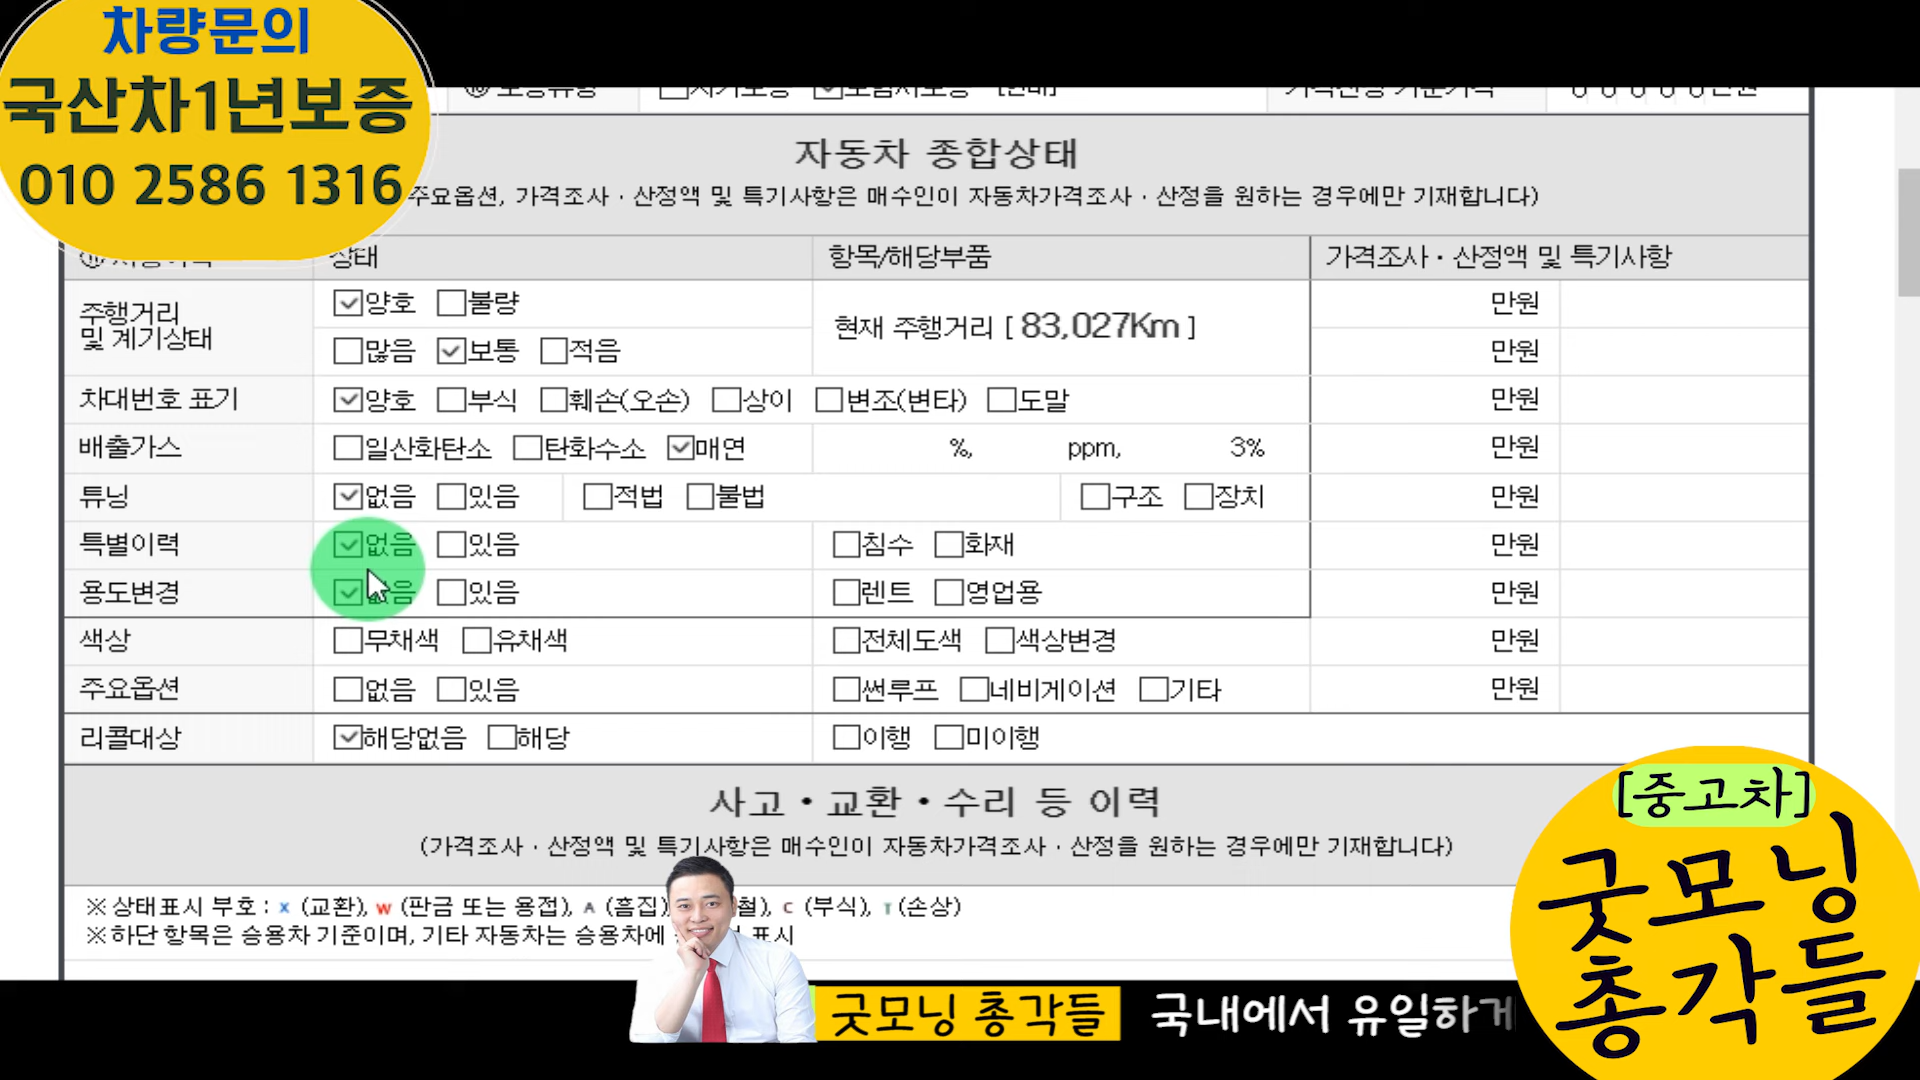 차량문의
국산차1년보증
010 2586 1316
자동차 종합상태
주요옵션, 가격조사 · 산정액 및 특기사항은 매수인이 자동차가격조사 · 산정을 원하는 경우에만 기재합니다)
상태 항목/해당부품 가격조사 · 산정액 및 특기사항
주행거리
및 계기상태
☑양호 ☐불량 만원
현재 주행거리 [ 83,027Km ]
☐많음 ☑보통 ☐적음 만원
차대번호 표기 ☑양호 ☐부식 ☐훼손(오손) ☐상이 ☐변조(변타) ☐도말 만원
배출가스 ☐일산화탄소 ☐탄화수소 ☑매연 %, ppm, 3% 만원
튜닝 ☑없음 ☐있음 ☐적법 ☐불법 ☐구조 ☐장치 만원
특별이력 ☑없음 ☐있음 ☐침수 ☐화재 만원
용도변경 ☑없음 ☐있음 ☐렌트 ☐영업용 만원
색상 ☐무채색 ☐유채색 ☐전체도색 ☐색상변경 만원
주요옵션 ☐없음 ☐있음 ☐썬루프 ☐네비게이션 ☐기타 만원
리콜대상 ☑해당없음 ☐해당 ☐이행 ☐미이행
사고 • 교환 • 수리 등 이력
(가격조사 · 산정액 및 특기사항은 매수인이 자동차가격조사 · 산정을 원하는 경우에만 기재합니다)
※ 상태표시 부호 : X (교환), W (판금 또는 용접), A (흠집) 철), C (부식), T (손상)
※ 하단 항목은 승용차 기준이며, 기타 자동차는 승용차에 표시
[중고차]
굿모닝
총각들
굿모닝 총각들 국내에서 유일하게